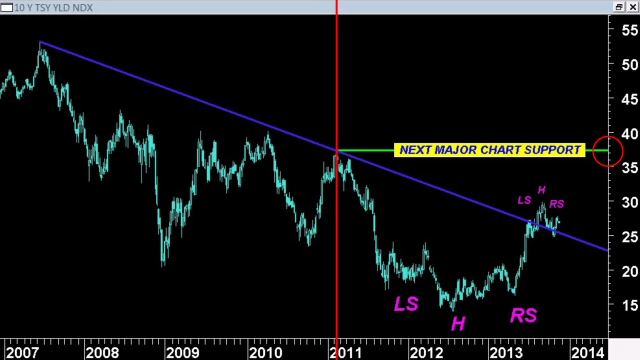 10 Y TSY YLD NDX
55
50
45
40
NEXT MAJOR CHART SUPPORT
35
30
LS H RS
25
20
15
LS H RS
2007 2008 2009 2010 2011 2012 2013 2014